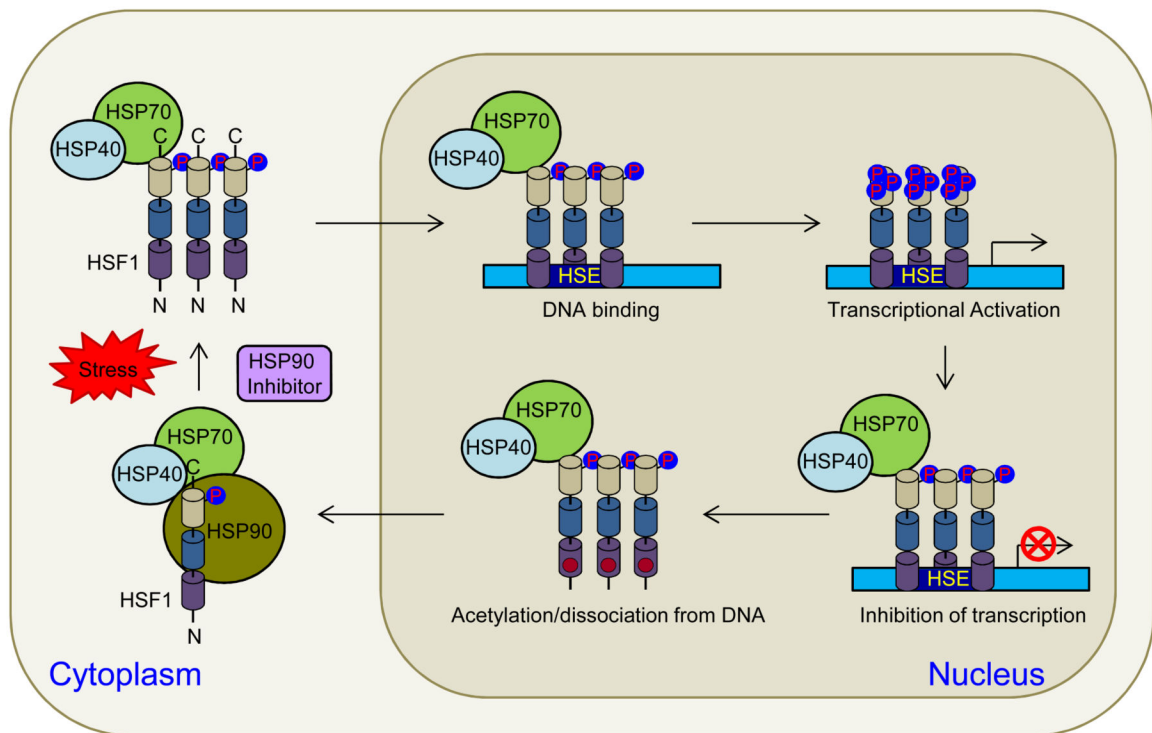 HSP70
HSP40
C C C
P P P
HSF1
N N N
Stress
HSP90
Inhibitor
HSP70
HSP40
C
P
HSP90
HSF1
N
Cytoplasm
HSP70
HSP40
P P P
HSE
DNA binding
P P P
P P P
P P P
P P P
HSE
Transcriptional Activation
HSP70
HSP40
P P P
Acetylation/dissociation from DNA
HSP70
HSP40
P P P
HSE
Inhibition of transcription
Nucleus